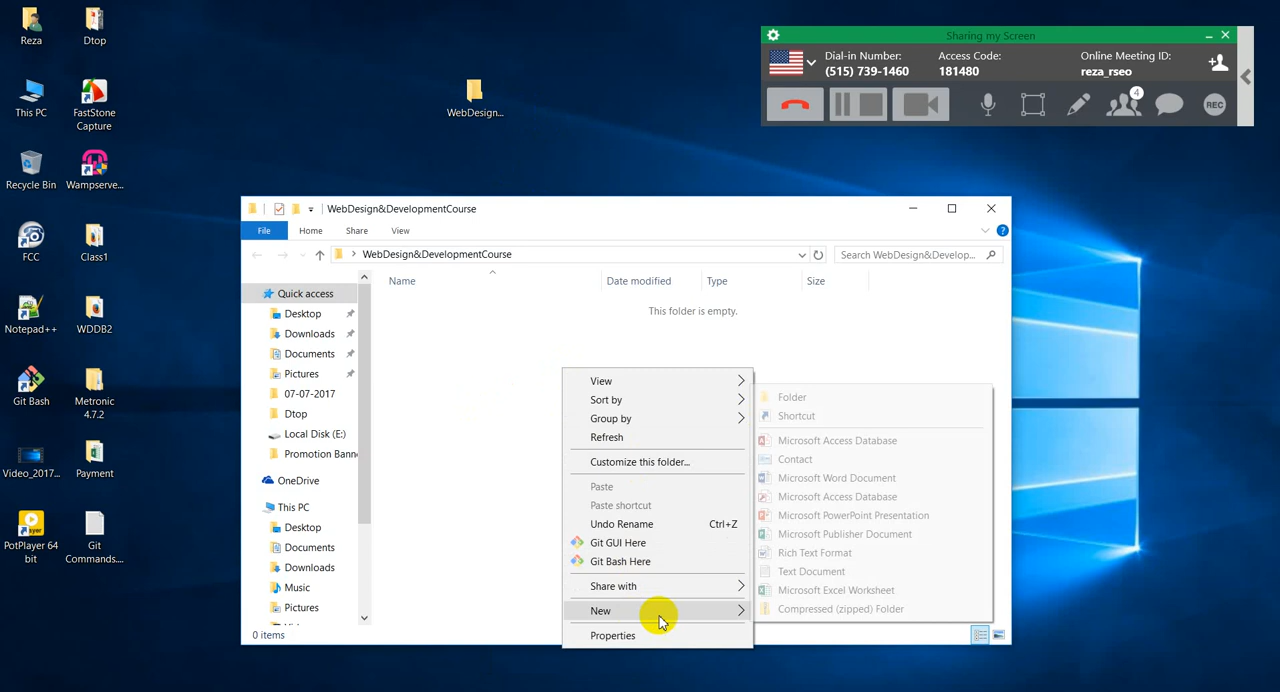 Reza
Dtop
This PC
FastStone
Capture
Recycle Bin
Wampserve...
FCC
Class1
Notepad++
WDDB2
Git Bash
Metronic
4.7.2
Video_2017...
Payment
PotPlayer 64
bit
Git
Commands....
WebDesign...
Sharing my Screen
Dial-in Number:
(515) 739-1460
Access Code:
181480
Online Meeting ID:
reza_rseo
4
REC
WebDesign&DevelopmentCourse
File
Home
Share
View
WebDesign&DevelopmentCourse
Search WebDesign&Develop...
Name
Date modified
Type
Size
This folder is empty.
Quick access
Desktop
Downloads
Documents
Pictures
07-07-2017
Dtop
Local Disk (E:)
Promotion Bann
OneDrive
This PC
Desktop
Documents
Downloads
Music
Pictures
0 items
View
Sort by
Group by
Refresh
Customize this folder...
Paste
Paste shortcut
Undo Rename Ctrl+Z
Git GUI Here
Git Bash Here
Share with
New
Properties
Folder
Shortcut
Microsoft Access Database
Contact
Microsoft Word Document
Microsoft Access Database
Microsoft PowerPoint Presentation
Microsoft Publisher Document
Rich Text Format
Text Document
Microsoft Excel Worksheet
Compressed (zipped) Folder